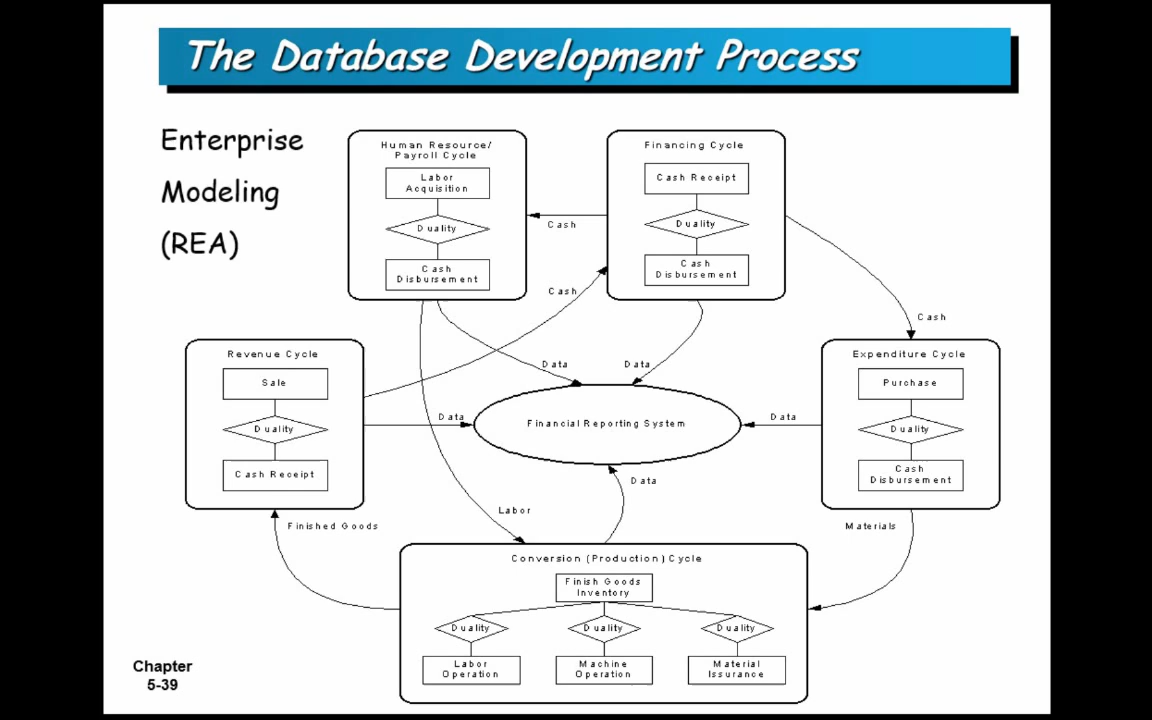 The Database Development Process
Enterprise
Modeling
(REA)
Human Resource/
Payroll Cycle
Labor
Acquisition
Duality
Cash
Disbursement
Financing Cycle
Cash Receipt
Duality
Cash
Disbursement
Cash
Cash
Cash
Data
Data
Revenue Cycle
Sale
Duality
Cash Receipt
Data
Financial Reporting System
Data
Expenditure Cycle
Purchase
Duality
Cash
Disbursement
Data
Labor
Finished Goods
Materials
Conversion (Production) Cycle
Finish Goods
Inventory
Duality
Duality
Duality
Labor
Operation
Machine
Operation
Material
Issurance
Chapter
5-39